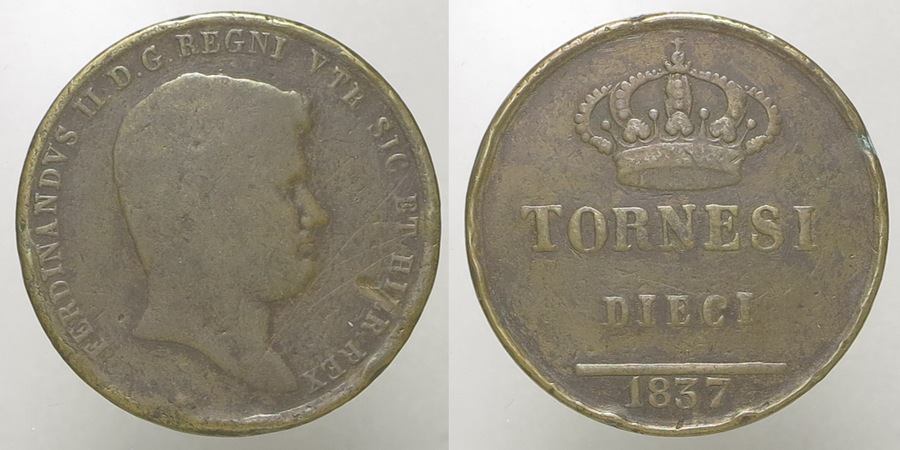 FERDINANDVS II.D.G.REGNI VTR.SIC.ET HIER.REX
TORNESI
DIECI
1837